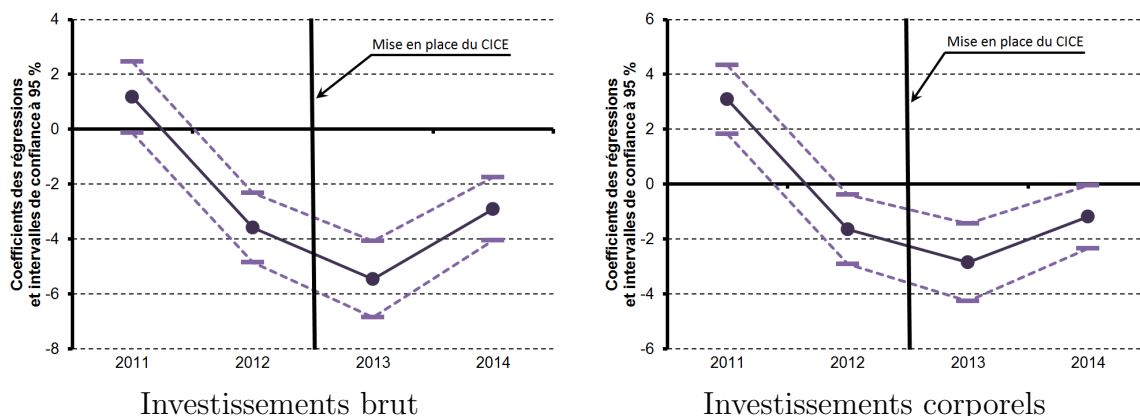 Coefficients des régressions
et intervalles de confiance à 95 %
4
2
0
-2
-4
-6
-8
Mise en place du CICE
2011
2012
2013
2014
Investissements brut
Coefficients des régressions
et intervalles de confiance à 95 %
6
4
2
0
-2
-4
-6
Mise en place du CICE
2011
2012
2013
2014
Investissements corporels